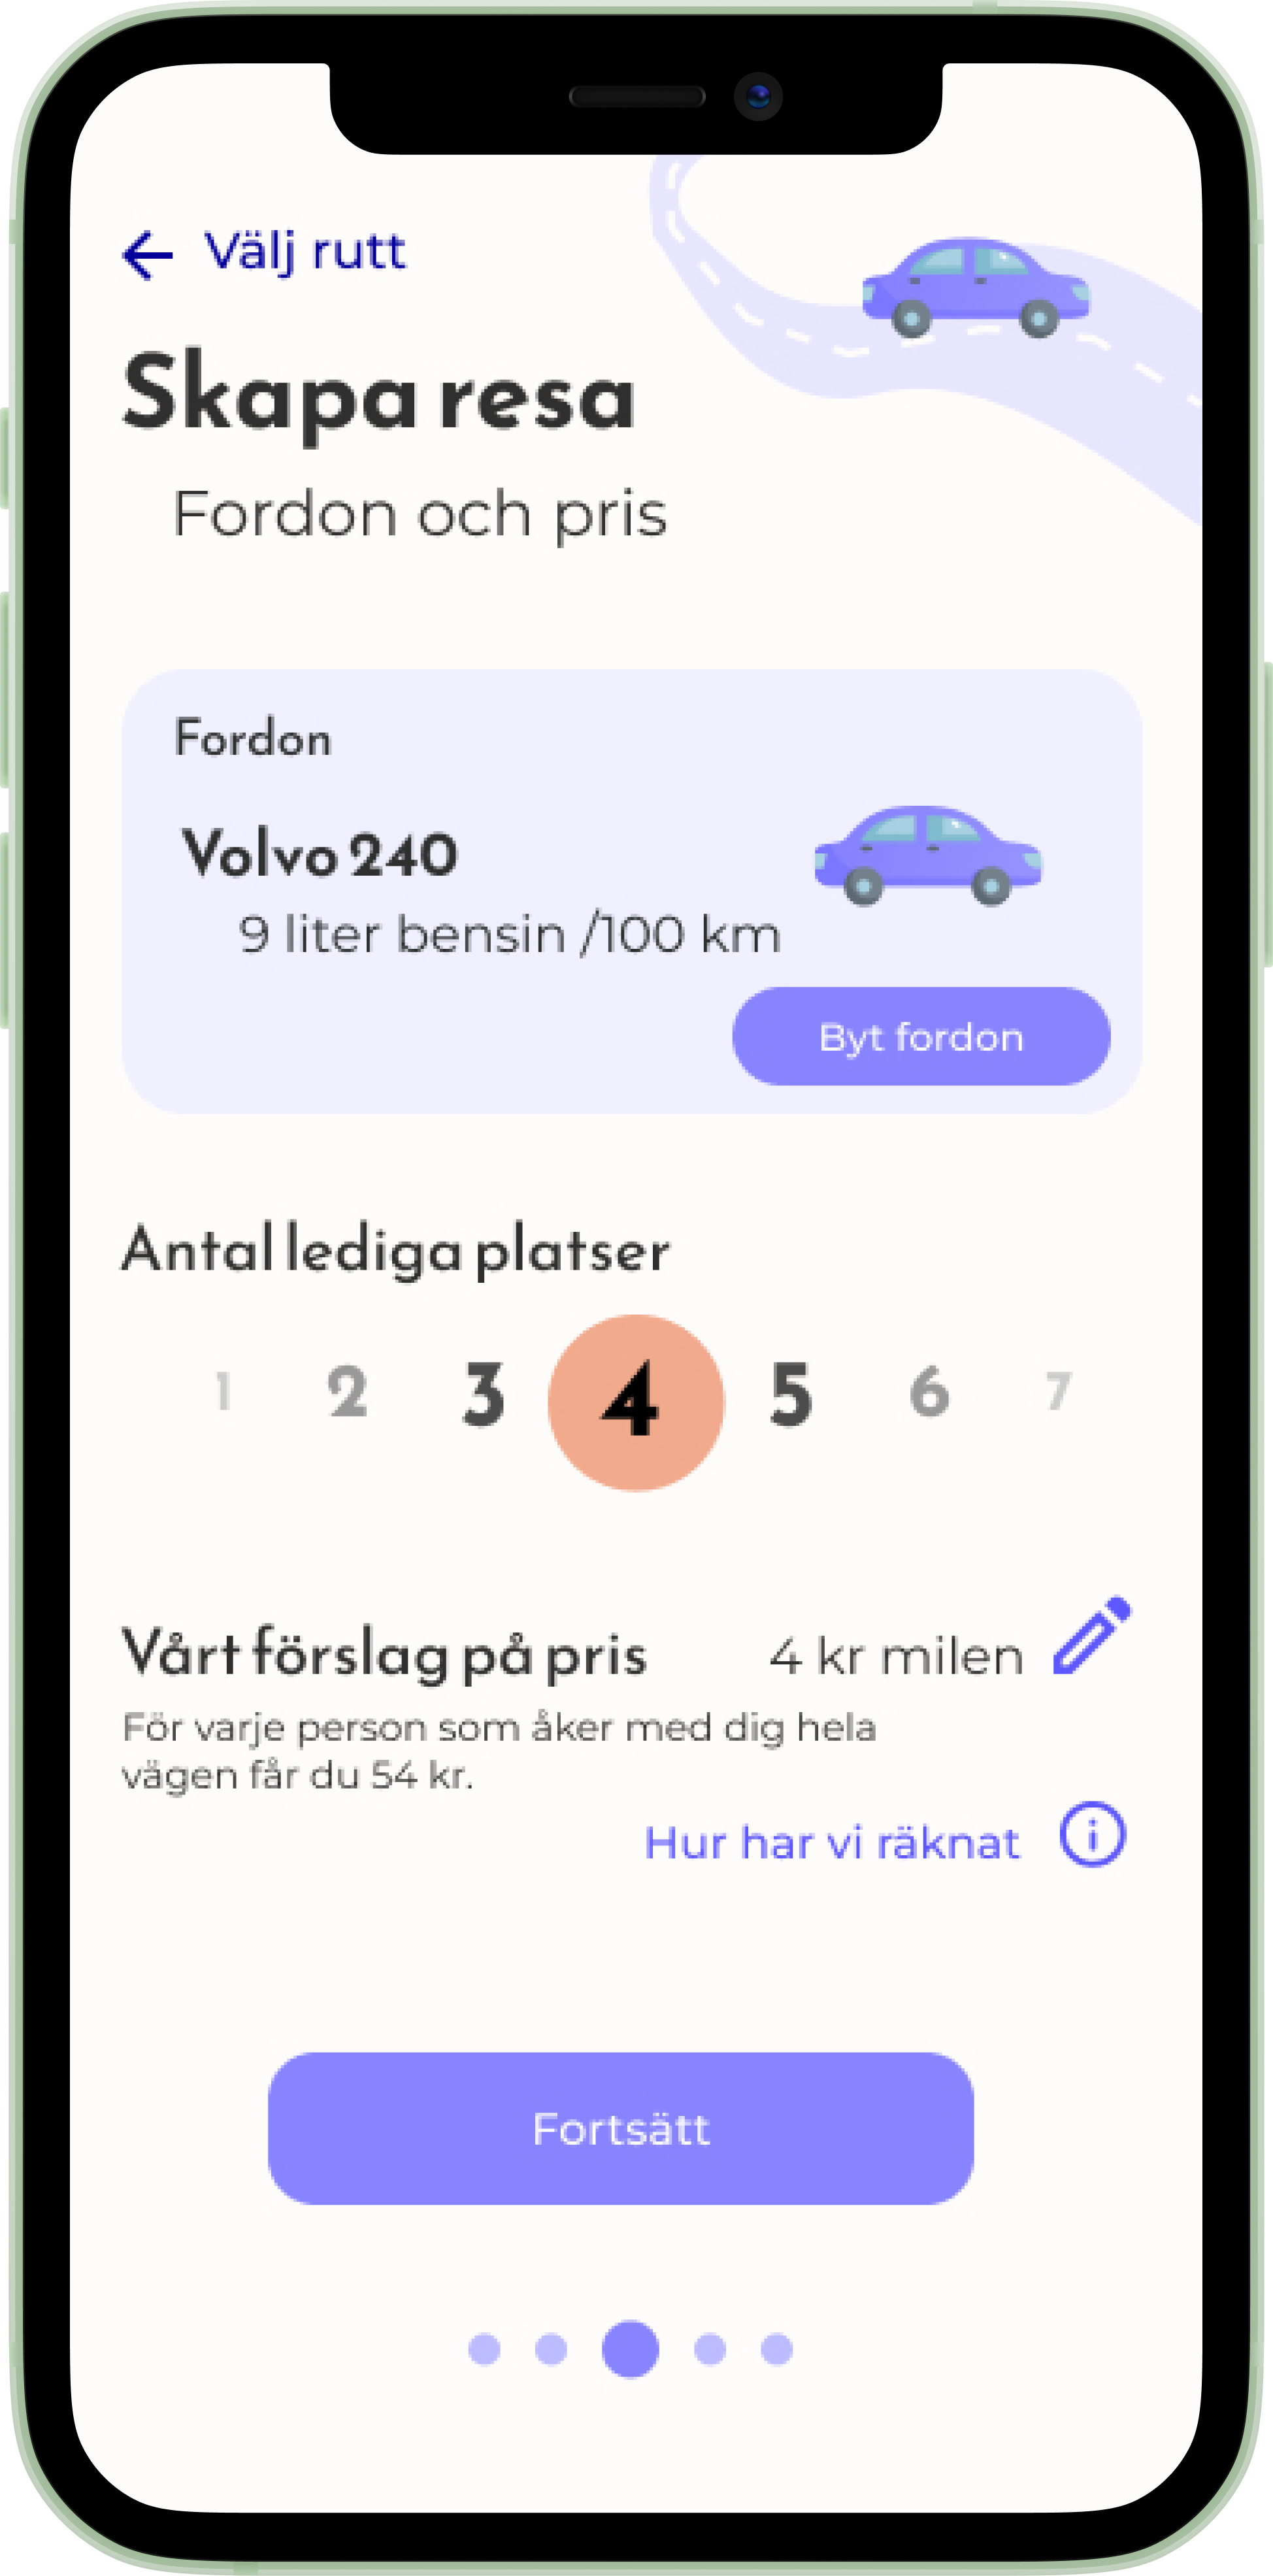 Välj rutt
Skapa resa
Fordon och pris
Fordon
Volvo 240
9 liter bensin /100 km
Byt fordon
Antal lediga platser
1 2 3 4 5 6 7
Vårt förslag på pris 4 kr milen
För varje person som åker med dig hela
vägen får du 54 kr.
Hur har vi räknat
Fortsätt